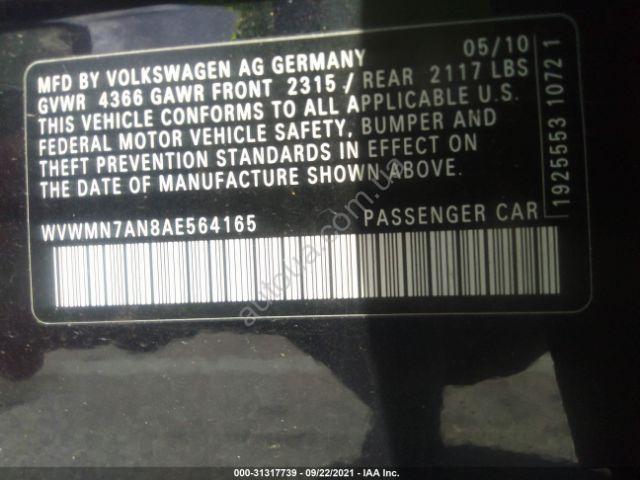 05/10
MFD BY VOLKSWAGEN AG GERMANY
GVWR 4366 GAWR FRONT 2315 / REAR 2117 LBS
THIS VEHICLE CONFORMS TO ALL APPLICABLE U.S.
FEDERAL MOTOR VEHICLE SAFETY, BUMPER AND
THEFT PREVENTION STANDARDS IN EFFECT ON
THE DATE OF MANUFACTURE SHOWN ABOVE.
WVWMN7AN8AE564165 PASSENGER CAR
1925553 1072 1
autolia.com
000-31317739 - 09/22/2021 - IAA Inc.